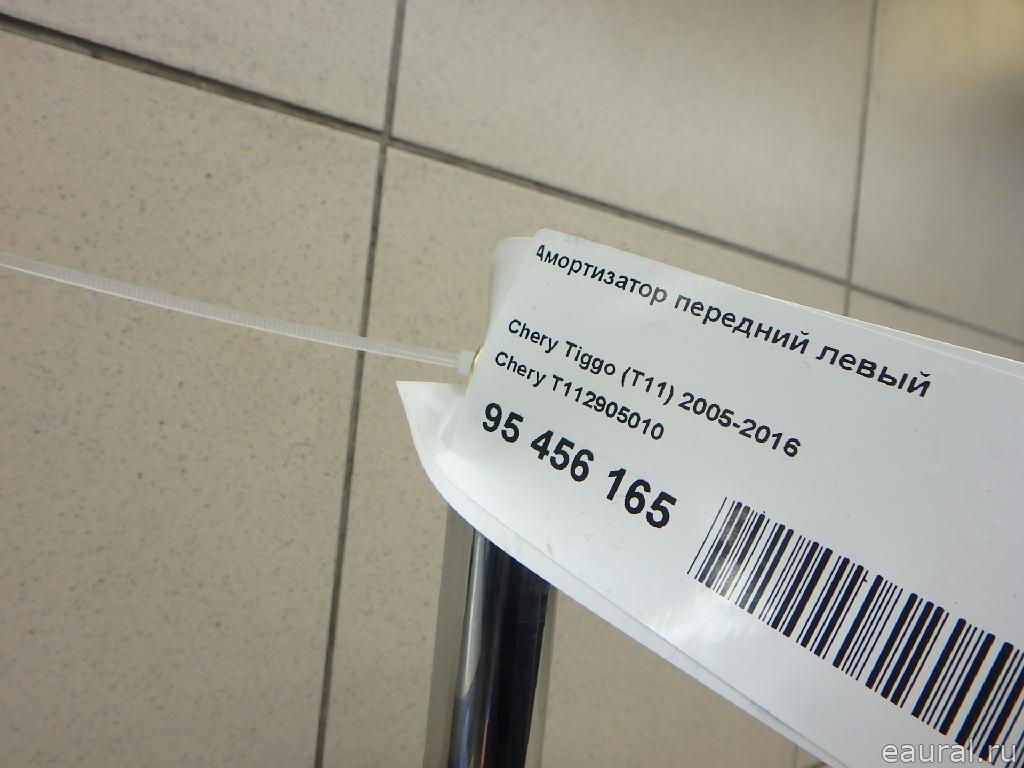 Амортизатор передний левый
Chery Tiggo (T11) 2005-2016
Chery T112905010
95 456 165
eaural.ru